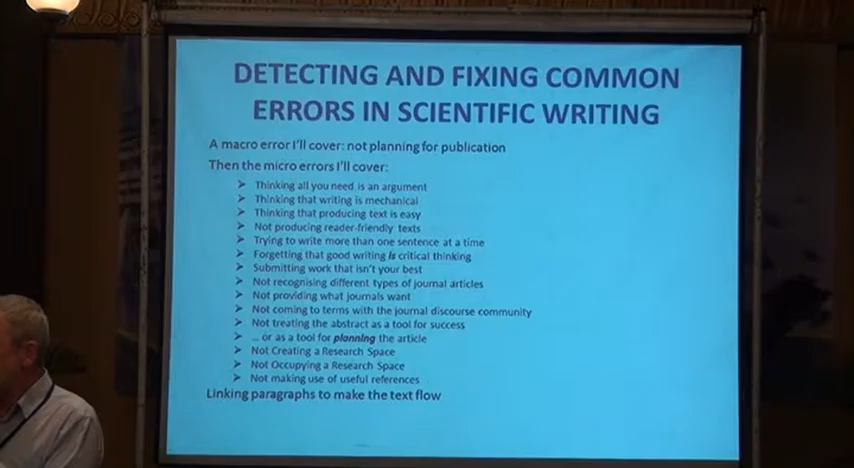 DETECTING AND FIXING COMMON
ERRORS IN SCIENTIFIC WRITING
A macro error I'll cover: not planning for publication
Then the micro errors I'll cover:
➤ Thinking all you need is an argument
➤ Thinking that writing is mechanical
➤ Thinking that producing text is easy
➤ Not producing reader-friendly texts
➤ Trying to write more than one sentence at a time
➤ Forgetting that good writing is critical thinking
➤ Submitting work that isn't your best
➤ Not recognising different types of journal articles
➤ Not providing what journals want
➤ Not coming to terms with the journal discourse community
➤ Not treating the abstract as a tool for success
➤ ... or as a tool for planning the article
➤ Not Creating a Research Space
➤ Not Occupying a Research Space
➤ Not making use of useful references
Linking paragraphs to make the text flow